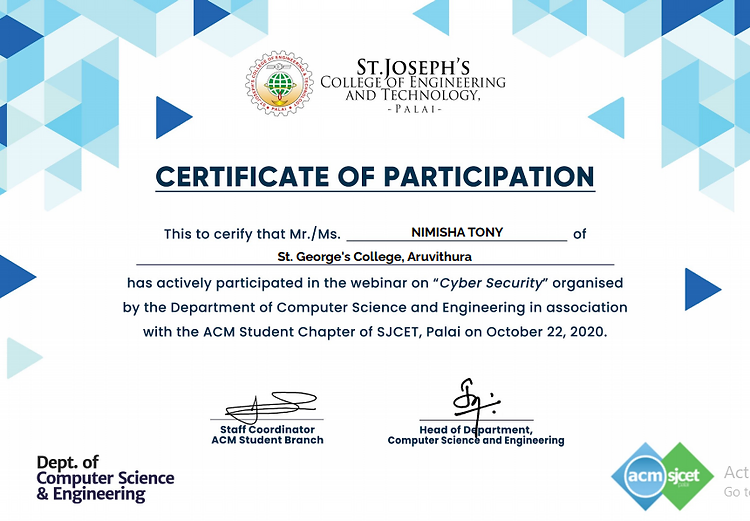 ST.JOSEPH'S
COLLEGE OF ENGINEERING
AND TECHNOLOGY,
-PALAI-
CERTIFICATE OF PARTICIPATION
This to cerify that Mr./Ms. NIMISHA TONY of
St. George's College, Aruvithura
has actively participated in the webinar on "Cyber Security" organised
by the Department of Computer Science and Engineering in association
with the ACM Student Chapter of SJCET, Palai on October 22, 2020.
Staff Coordinator
ACM Student Branch
Head of Department,
Computer Science and Engineering
Dept. of
Computer Science
& Engineering
acm sjcet
palai
Act
Go to